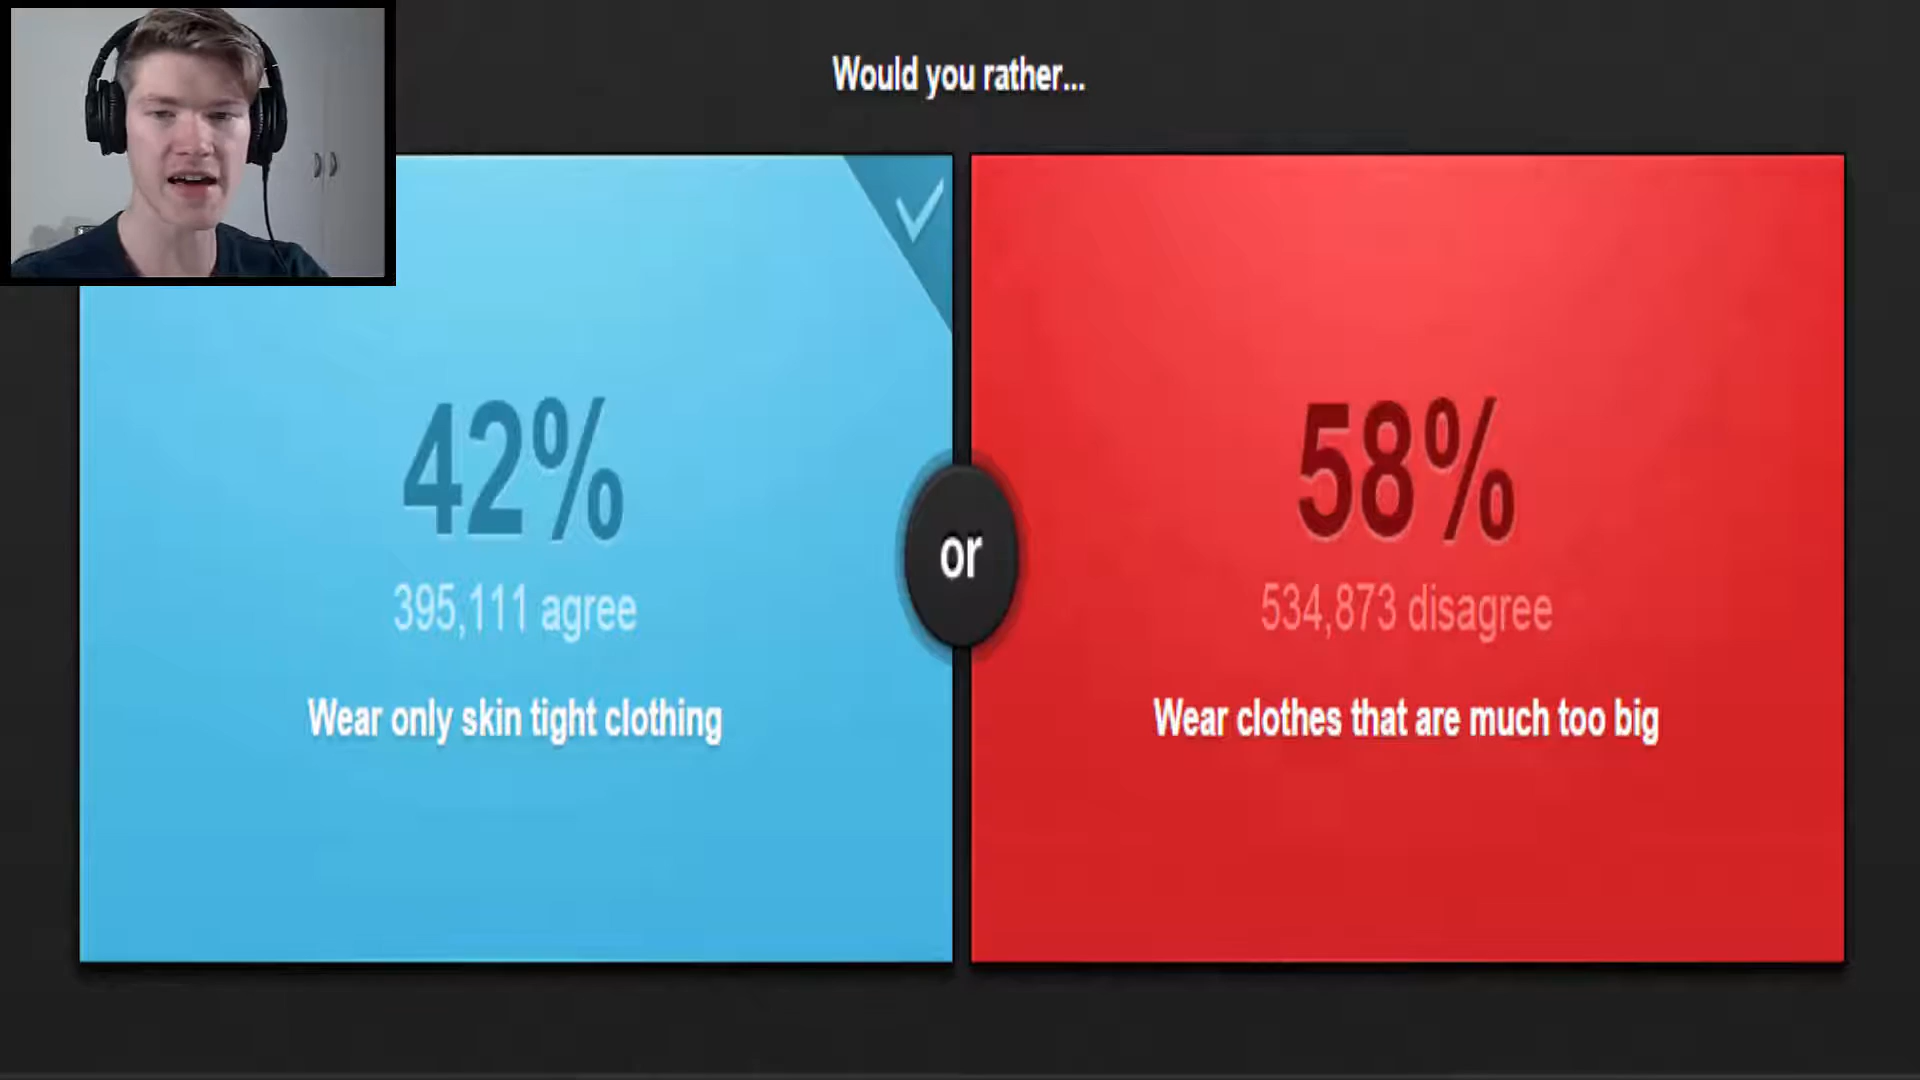 Would you rather...
42%
395,111 agree
Wear only skin tight clothing
or
58%
534,873 disagree
Wear clothes that are much too big